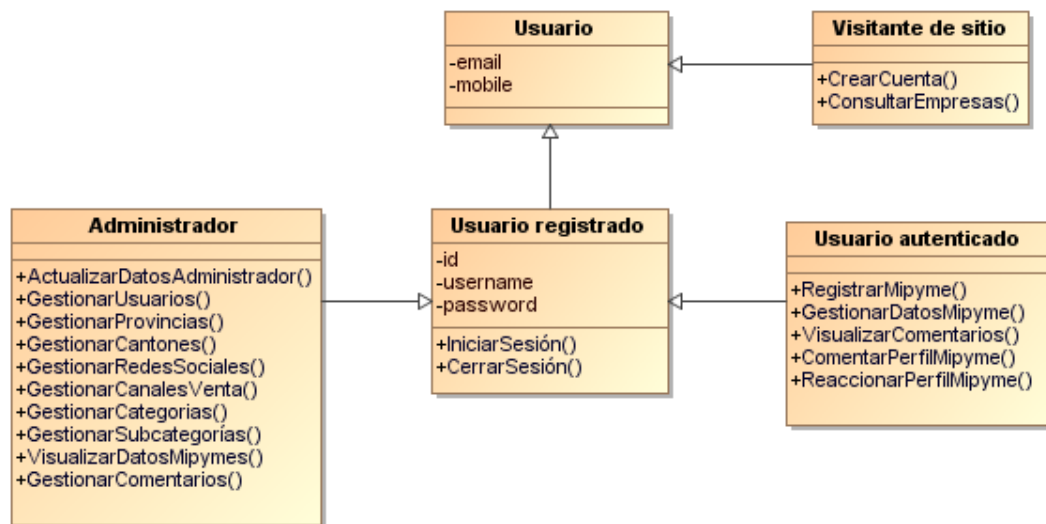 Usuario
-email
-mobile
Visitante de sitio
+CrearCuenta()
+ConsultarEmpresas()
Administrador
+ActualizarDatosAdministrador()
+GestionarUsuarios()
+GestionarProvincias()
+GestionarCantones()
+GestionarRedesSociales()
+GestionarCanalesVenta()
+GestionarCategorias()
+GestionarSubcategorías()
+VisualizarDatosMipymes()
+GestionarComentarios()
Usuario registrado
-id
-username
-password
+IniciarSesión()
+CerrarSesión()
Usuario autenticado
+RegistrarMipyme()
+GestionarDatosMipyme()
+VisualizarComentarios()
+ComentarPerfilMipyme()
+ReaccionarPerfilMipyme()